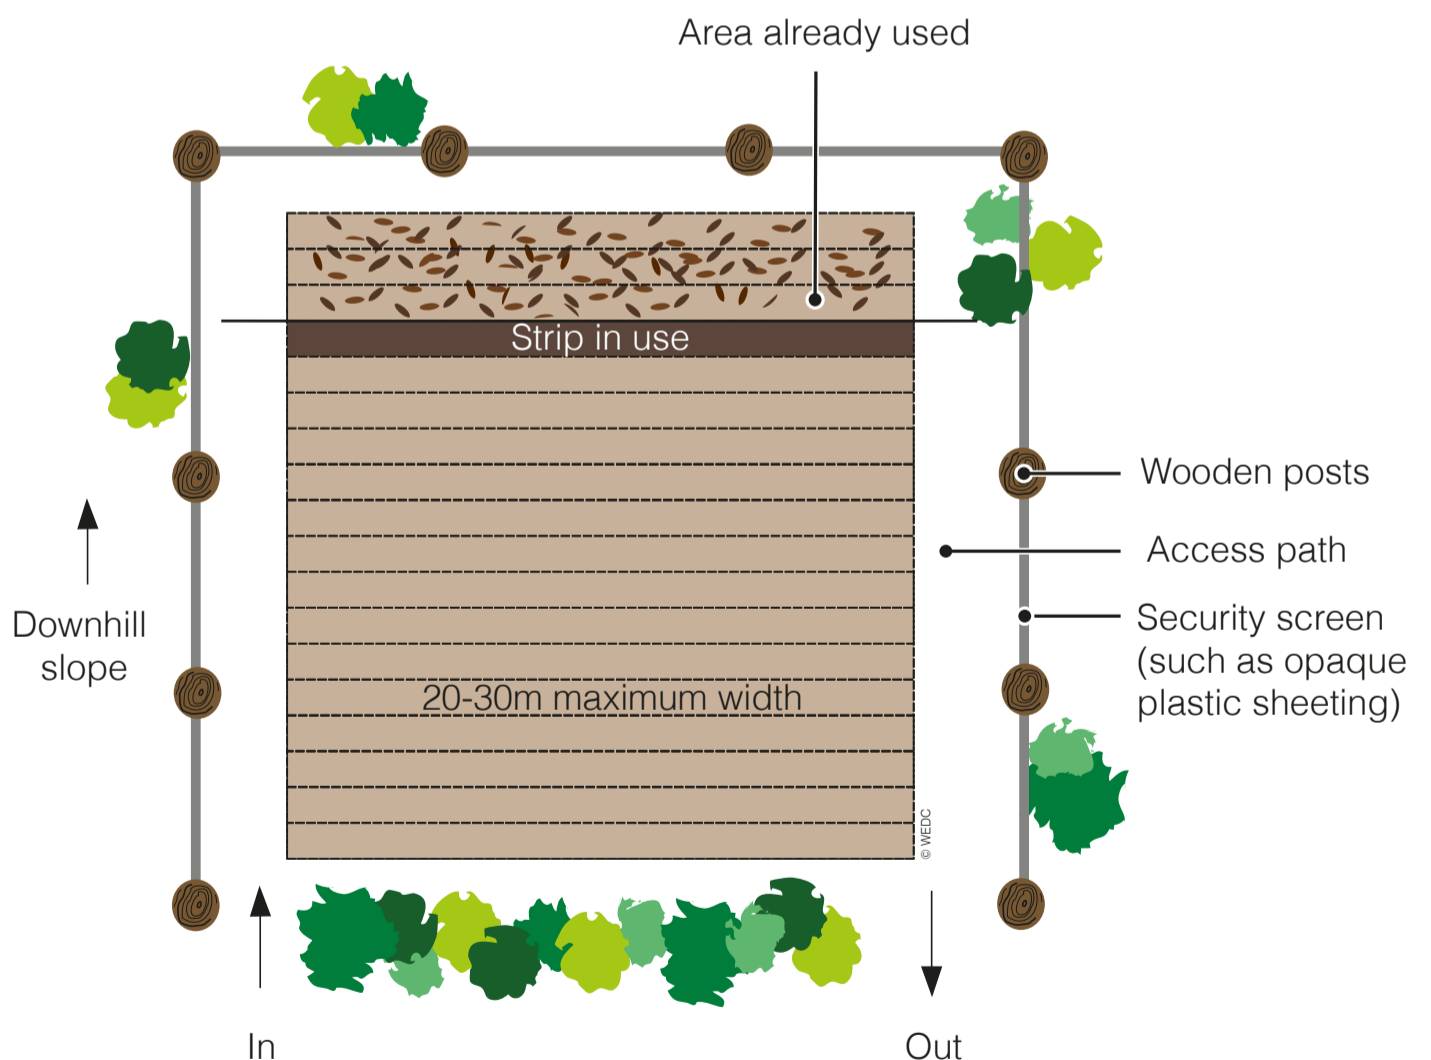 Area already used
Strip in use
Wooden posts
Access path
Downhill
slope
Security screen
(such as opaque
plastic sheeting)
20-30m maximum width
© WEDC
In
Out